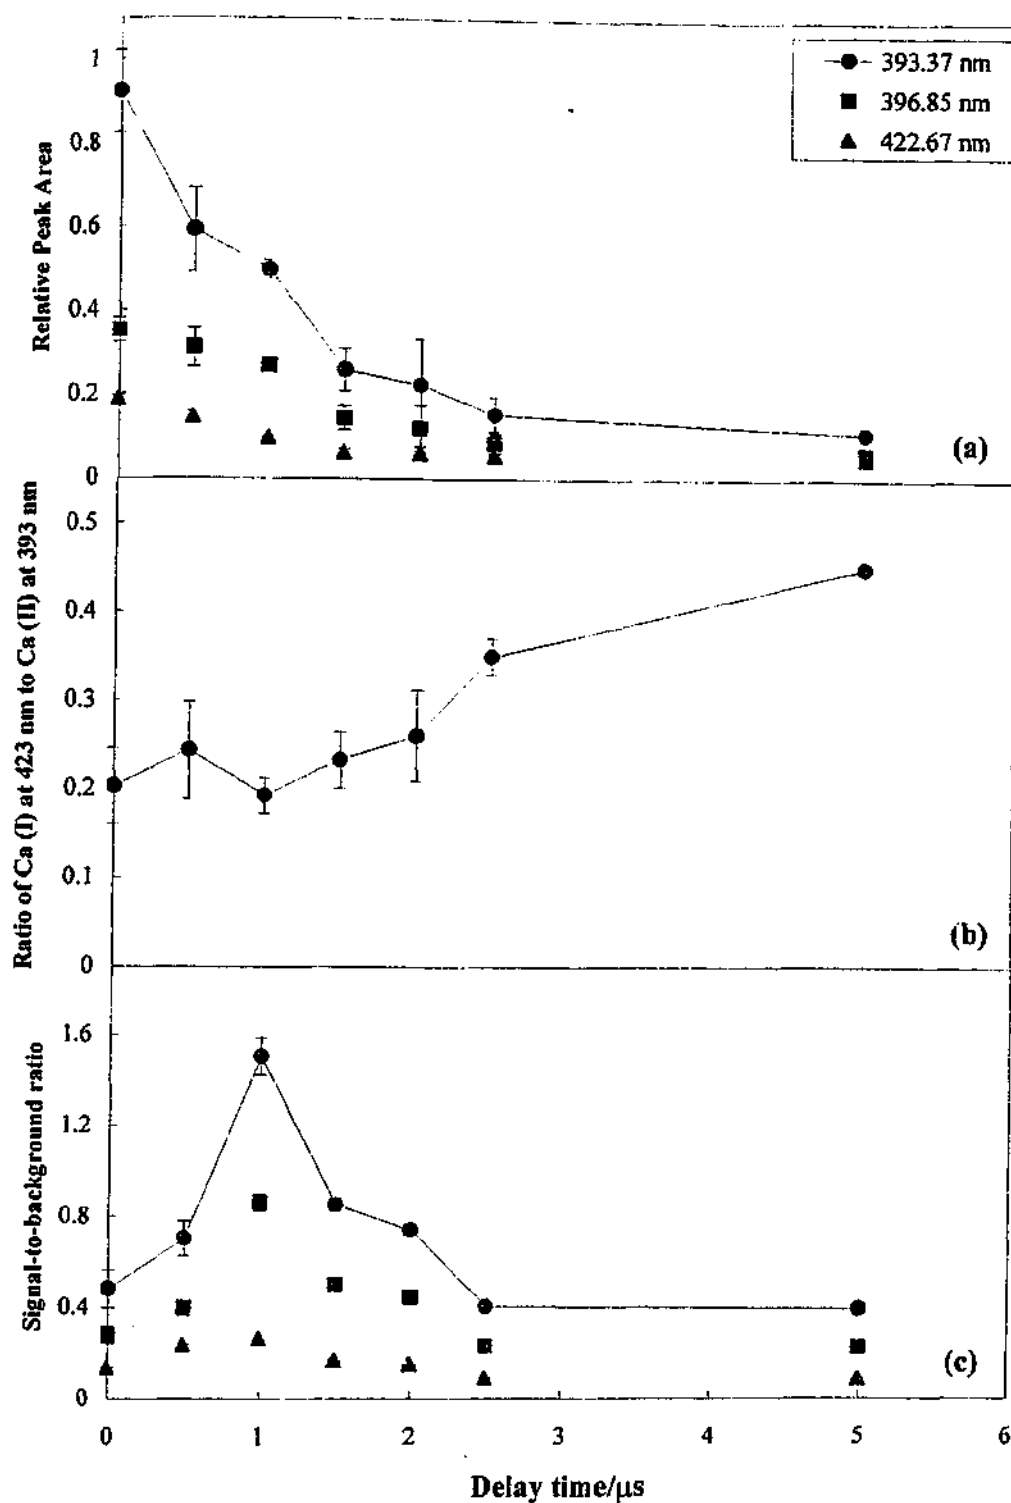 393.37 nm
396.85 nm
422.67 nm
Relative Peak Area
1
0.8
0.6
0.4
0.2
0
(a)
Ratio of Ca (I) at 423 nm to Ca (II) at 393 nm
0.5
0.4
0.3
0.2
0.1
0
(b)
Signal-to-background ratio
1.6
1.2
0.8
0.4
0
(c)
0 1 2 3 4 5 6
Delay time/μs